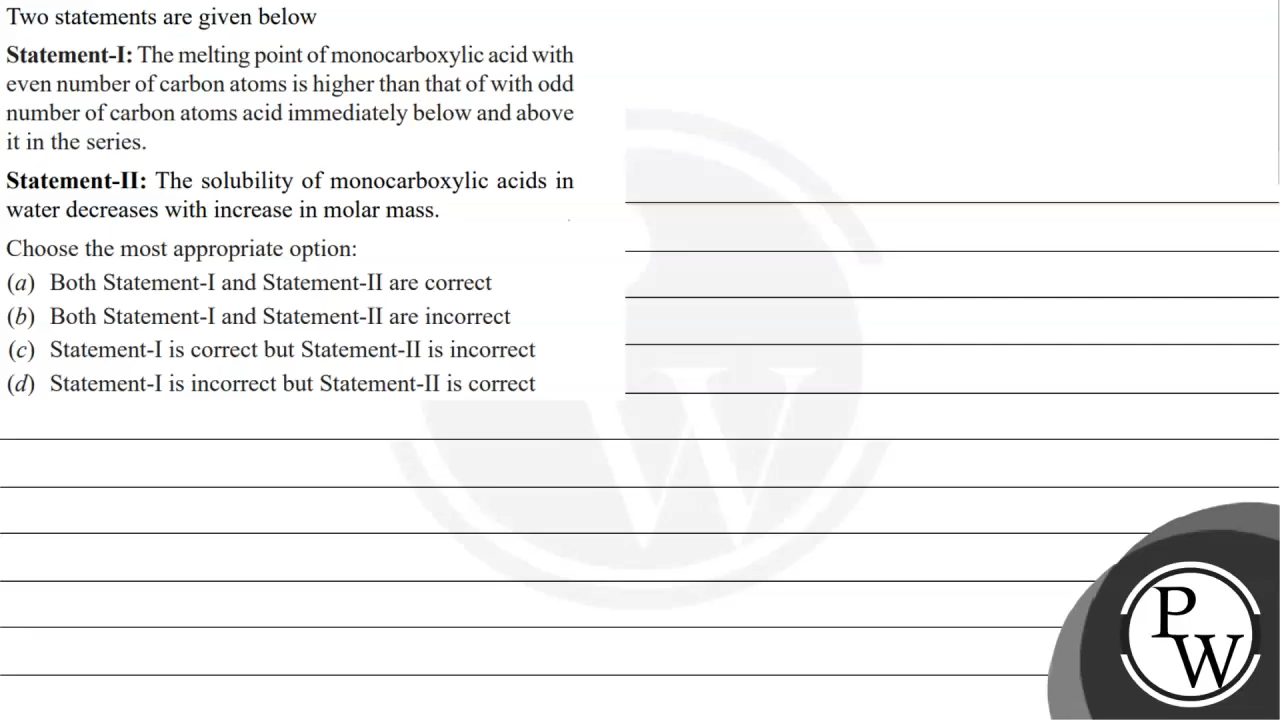 Two statements are given below
Statement-I: The melting point of monocarboxylic acid with
even number of carbon atoms is higher than that of with odd
number of carbon atoms acid immediately below and above
it in the series.
Statement-II: The solubility of monocarboxylic acids in
water decreases with increase in molar mass.
Choose the most appropriate option:
(a) Both Statement-I and Statement-II are correct
(b) Both Statement-I and Statement-II are incorrect
(c) Statement-I is correct but Statement-II is incorrect
(d) Statement-I is incorrect but Statement-II is correct
P
W